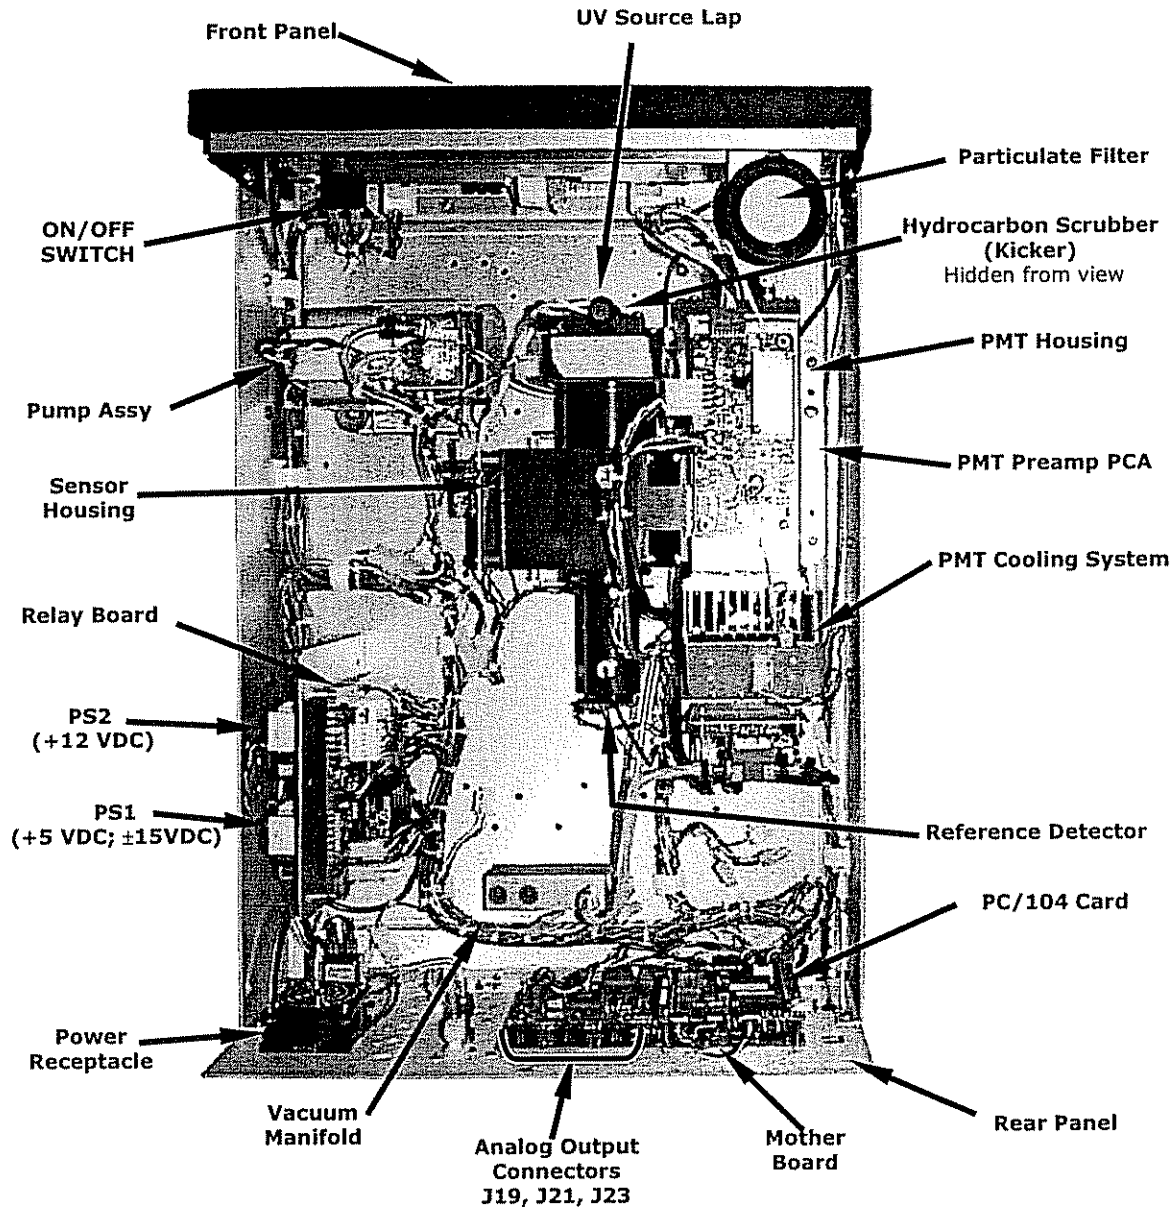 UV Source Lap
Front Panel
Particulate Filter
ON/OFF
SWITCH
Hydrocarbon Scrubber
(Kicker)
Hidden from view
PMT Housing
Pump Assy
PMT Preamp PCA
Sensor
Housing
PMT Cooling System
Relay Board
PS2
(+12 VDC)
PS1
(+5 VDC; ±15VDC)
Reference Detector
PC/104 Card
Power
Receptacle
Vacuum
Manifold
Analog Output
Connectors
J19, J21, J23
Mother
Board
Rear Panel